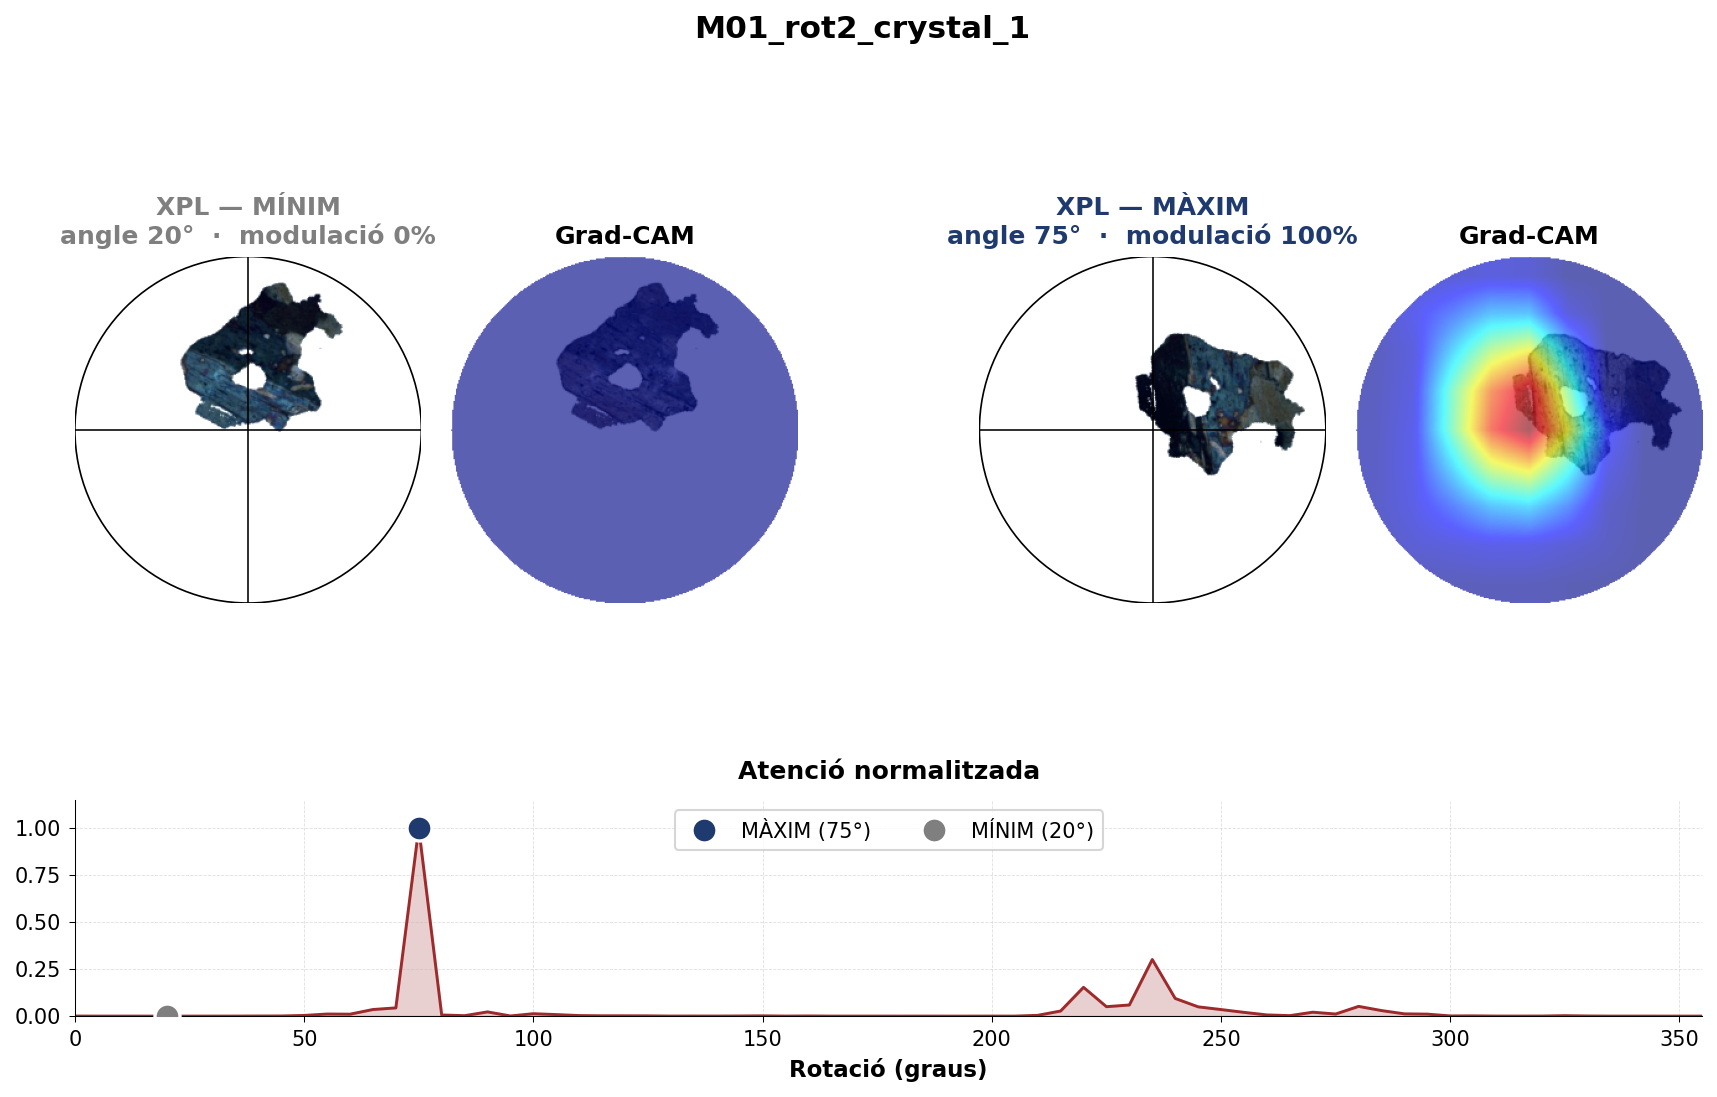 M01_rot2_crystal_1
XPL — MÍNIM
angle 20°  ·  modulació 0%
Grad-CAM
XPL — MÀXIM
angle 75°  ·  modulació 100%
Grad-CAM
Atenció normalitzada
MÀXIM (75°)
MÍNIM (20°)
1.00
0.75
0.50
0.25
0.00
0
50
100
150
200
250
300
350
Rotació (graus)